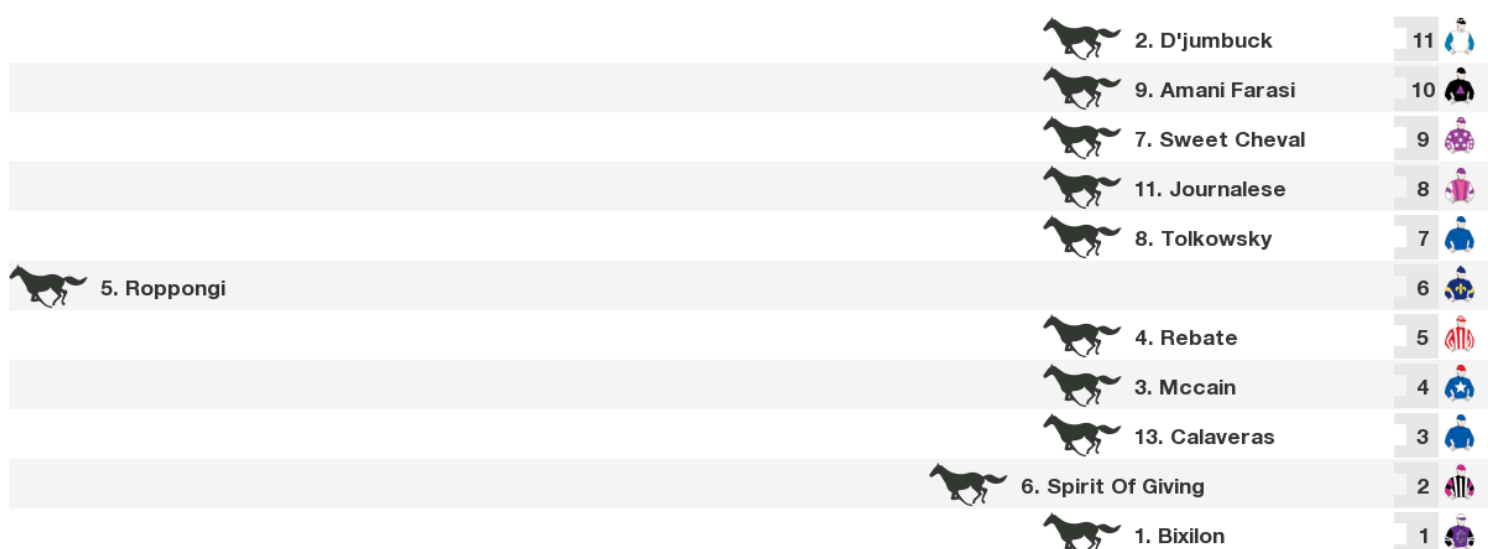 2. D'jumbuck 11
9. Amani Farasi 10
7. Sweet Cheval 9
11. Journalese 8
8. Tolkowsky 7
5. Roppongi 6
4. Rebate 5
3. Mccain 4
13. Calaveras 3
6. Spirit Of Giving 2
1. Bixilon 1